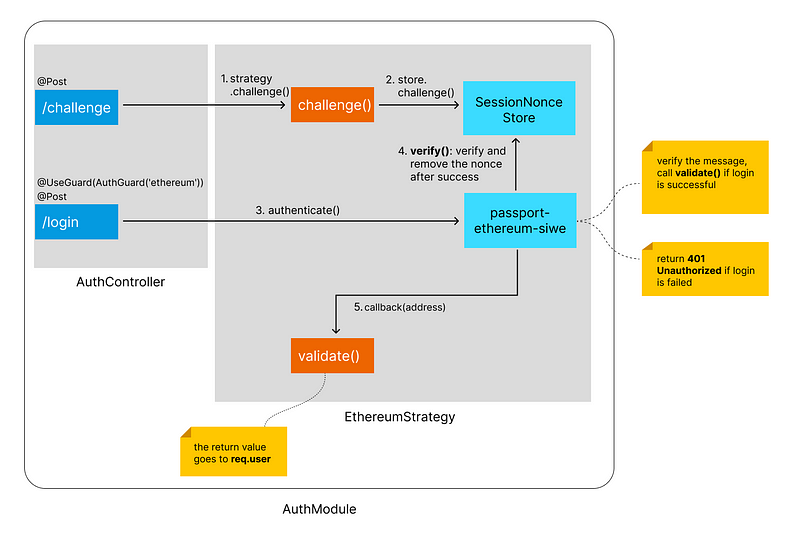 @Post
/challenge
1. strategy
.challenge()
challenge()
2. store.
challenge()
SessionNonce
Store
4. verify(): verify and
remove the nonce
after success
@UseGuard(AuthGuard('ethereum'))
@Post
/login
3. authenticate()
passport-
ethereum-siwe
verify the message,
call validate() if login
is successful
return 401
Unauthorized if login
is failed
AuthController
5. callback(address)
validate()
EthereumStrategy
the return value
goes to req.user
AuthModule